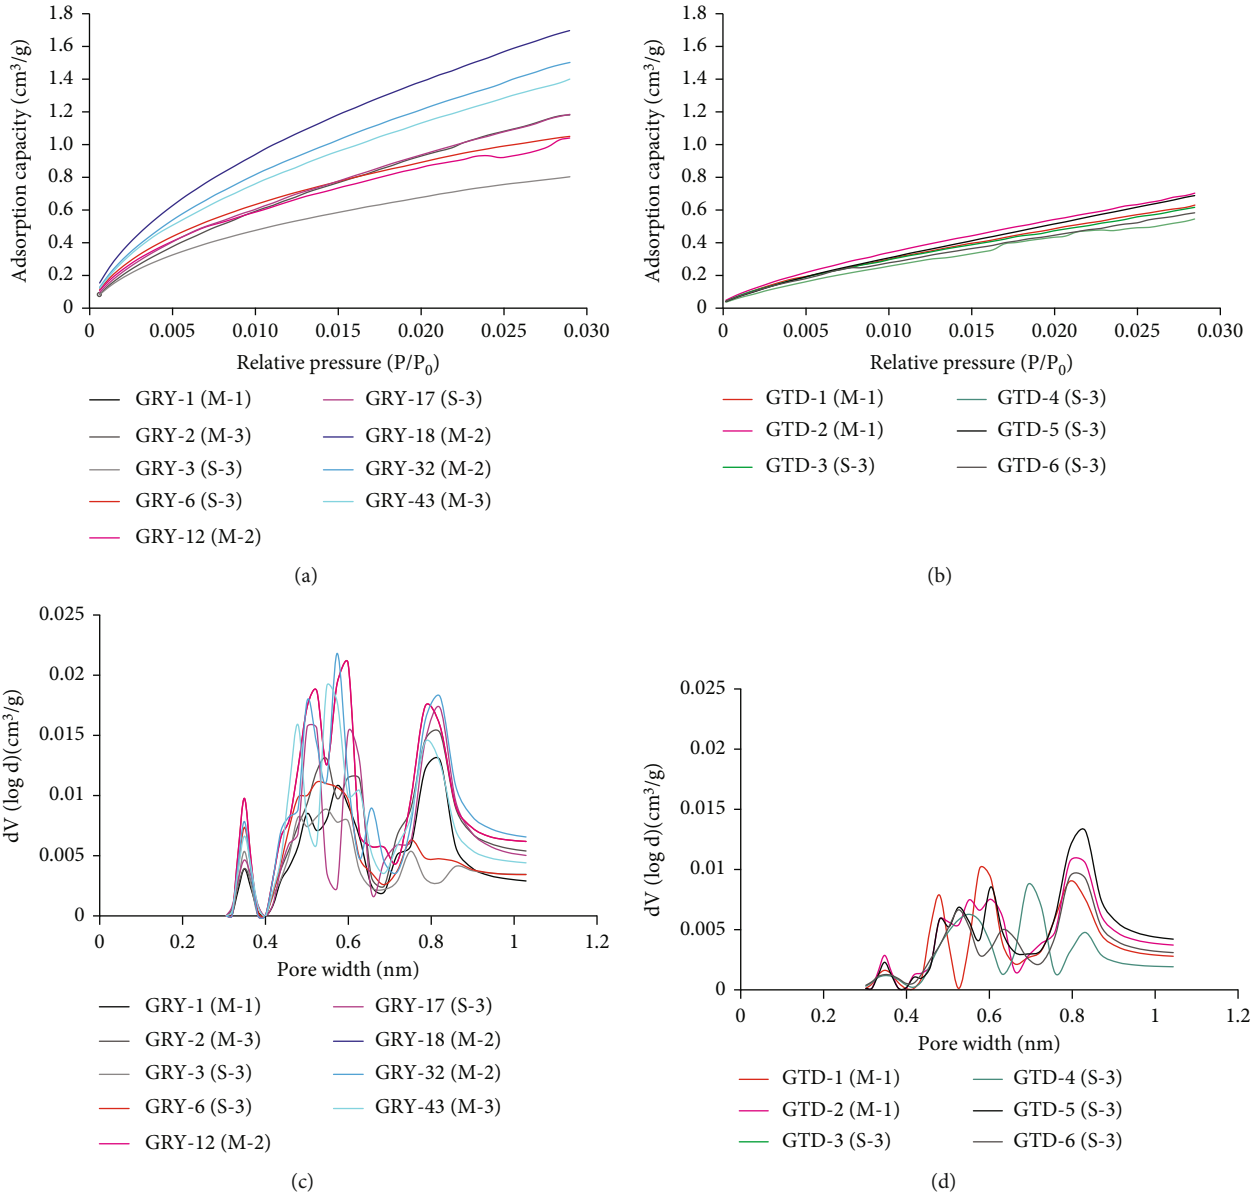 1.8
1.6
1.4
1.2
1.0
0.8
0.6
0.4
0.2
0
Adsorption capacity (cm³/g)
0 0.005 0.010 0.015 0.020 0.025 0.030
Relative pressure (P/P₀)
GRY-1 (M-1)
GRY-2 (M-3)
GRY-3 (S-3)
GRY-6 (S-3)
GRY-12 (M-2)
GRY-17 (S-3)
GRY-18 (M-2)
GRY-32 (M-2)
GRY-43 (M-3)
(a)
1.8
1.6
1.4
1.2
1.0
0.8
0.6
0.4
0.2
0
Adsorption capacity (cm³/g)
0 0.005 0.010 0.015 0.020 0.025 0.030
Relative pressure (P/P₀)
GTD-1 (M-1)
GTD-2 (M-1)
GTD-3 (S-3)
GTD-4 (S-3)
GTD-5 (S-3)
GTD-6 (S-3)
(b)
0.025
0.02
0.015
0.01
0.005
0
dV (log d)(cm³/g)
0 0.2 0.4 0.6 0.8 1 1.2
Pore width (nm)
GRY-1 (M-1)
GRY-2 (M-3)
GRY-3 (S-3)
GRY-6 (S-3)
GRY-12 (M-2)
GRY-17 (S-3)
GRY-18 (M-2)
GRY-32 (M-2)
GRY-43 (M-3)
(c)
0.025
0.02
0.015
0.01
0.005
0
dV (log d)(cm³/g)
0 0.2 0.4 0.6 0.8 1 1.2
Pore width (nm)
GTD-1 (M-1)
GTD-2 (M-1)
GTD-3 (S-3)
GTD-4 (S-3)
GTD-5 (S-3)
GTD-6 (S-3)
(d)